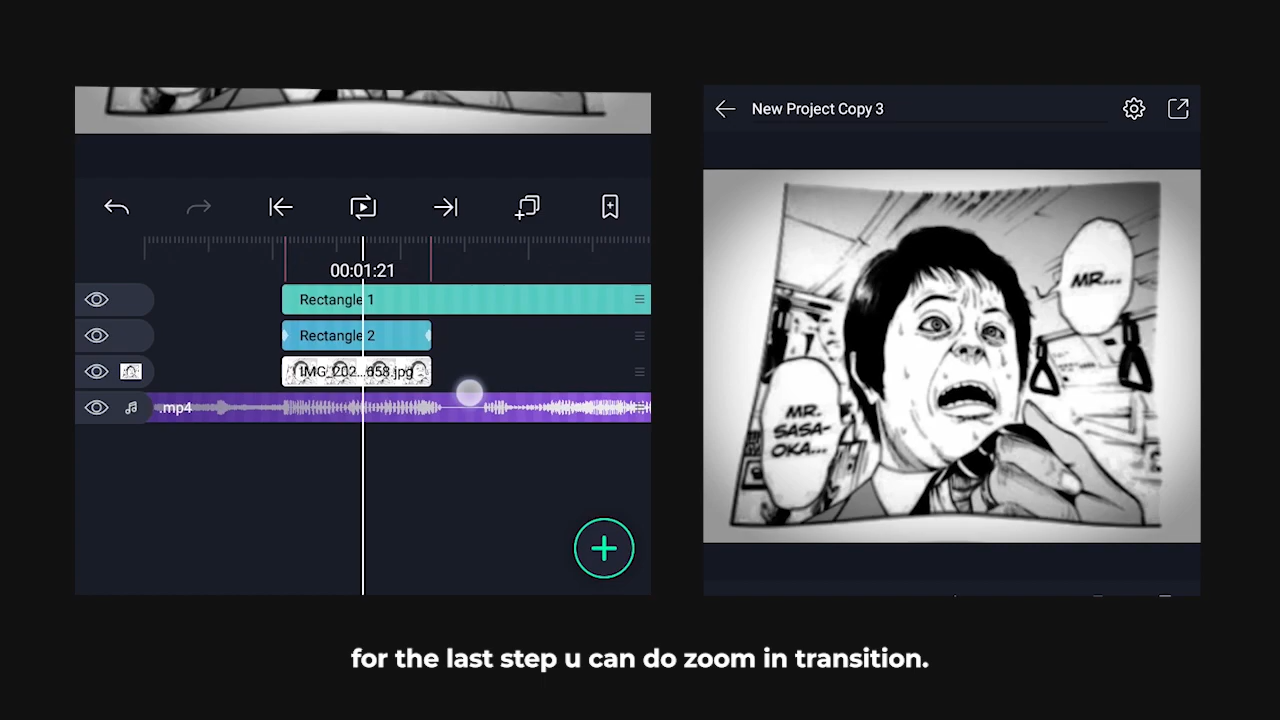 New Project Copy 3
00:01:21
Rectangle 1
Rectangle 2
IMG_202...658.jpg
.mp4
MR...
MR.
SASA-
OKA...
for the last step u can do zoom in transition.